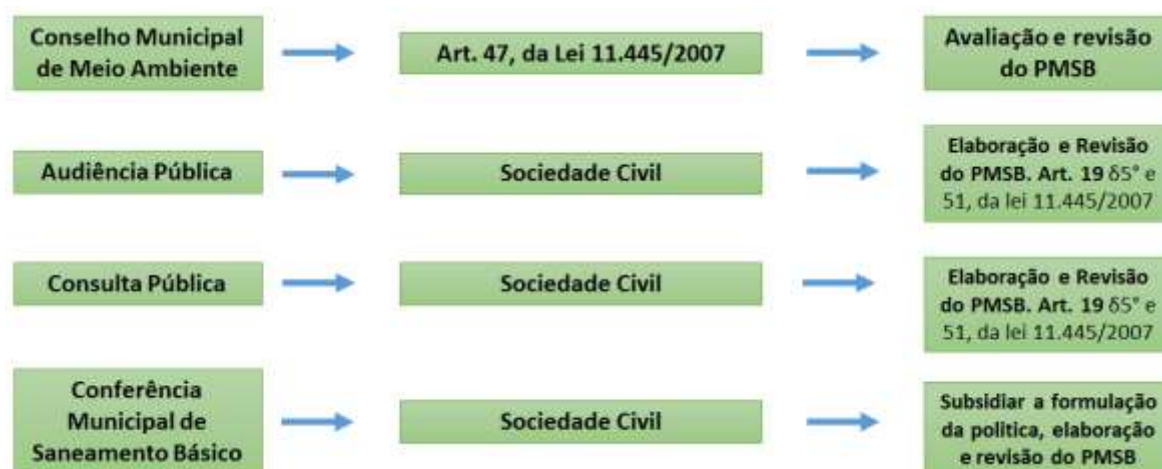 Conselho Municipal
de Meio Ambiente
Art. 47, da Lei 11.445/2007
Avaliação e revisão
do PMSB
Audiência Pública
Sociedade Civil
Elaboração e Revisão
do PMSB. Art. 19 δ5° e
51, da lei 11.445/2007
Consulta Pública
Sociedade Civil
Elaboração e Revisão
do PMSB. Art. 19 δ5° e
51, da lei 11.445/2007
Conferência
Municipal de
Saneamento Básico
Sociedade Civil
Subsidiar a formulação
da politica, elaboração
e revisão do PMSB